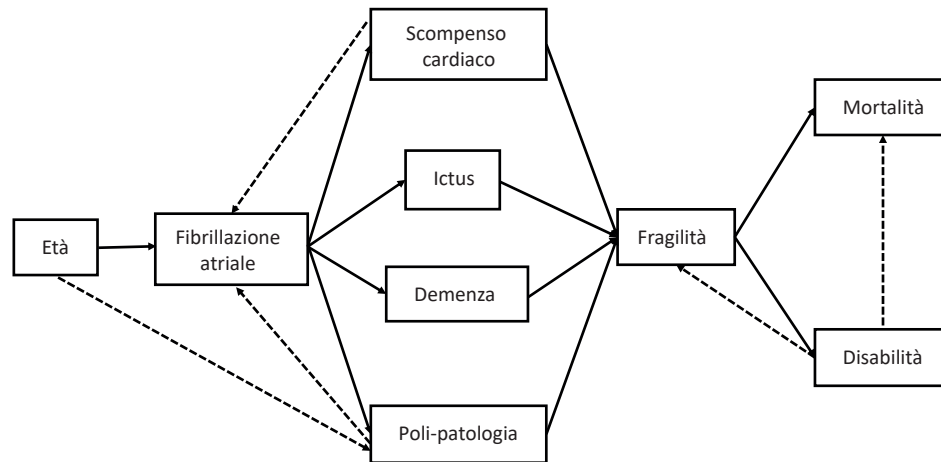 Scompenso
cardiaco
Mortalità
Ictus
Età
Fibrillazione
atriale
Fragilità
Demenza
Disabilità
Poli-patologia